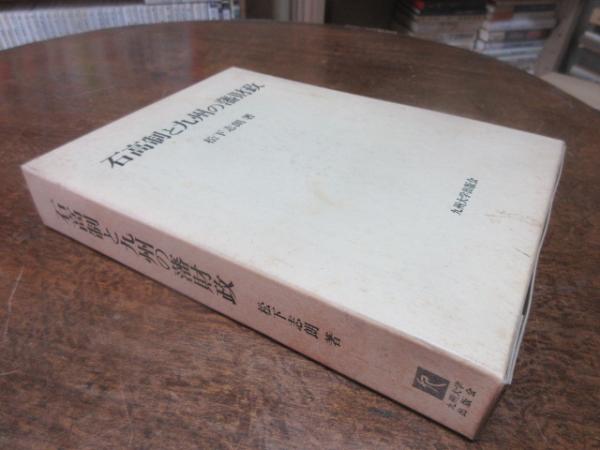 石高制と九州の藩財政
松下志朗 著
九州大学出版会
石高制と九州の藩財政
松下志朗 著
九州大学
出版会